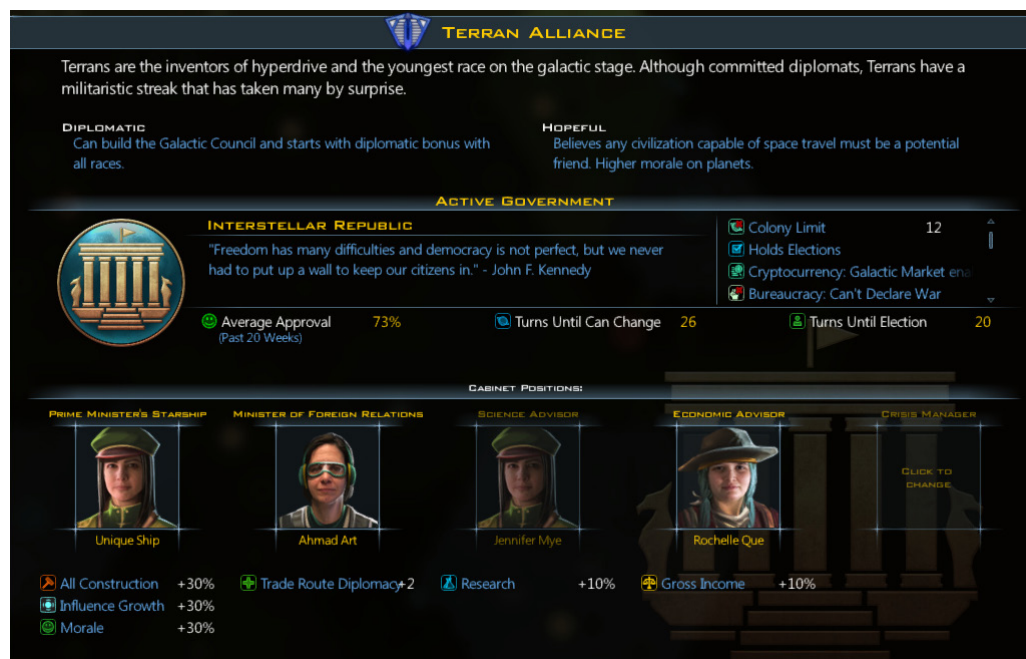 Terran Alliance
Terrans are the inventors of hyperdrive and the youngest race on the galactic stage. Although committed diplomats, Terrans have a
militaristic streak that has taken many by surprise.
Diplomatic
Can build the Galactic Council and starts with diplomatic bonus with
all races.
Hopeful
Believes any civilization capable of space travel must be a potential
friend. Higher morale on planets.
Active Government
Interstellar Republic
"Freedom has many difficulties and democracy is not perfect, but we never
had to put up a wall to keep our citizens in." - John F. Kennedy
Colony Limit 12
Holds Elections
Cryptocurrency: Galactic Market ena
Bureaucracy: Can't Declare War
Average Approval 73%
(Past 20 Weeks)
Turns Until Can Change 26
Turns Until Election 20
Cabinet Positions:
Prime Minister's Starship
Unique Ship
All Construction +30%
Influence Growth +30%
Morale +30%
Minister of Foreign Relations
Ahmad Art
Trade Route Diplomacy+2
Science Advisor
Jennifer Mye
Research +10%
Economic Advisor
Rochelle Que
Gross Income +10%
Crisis Manager
Click to
change